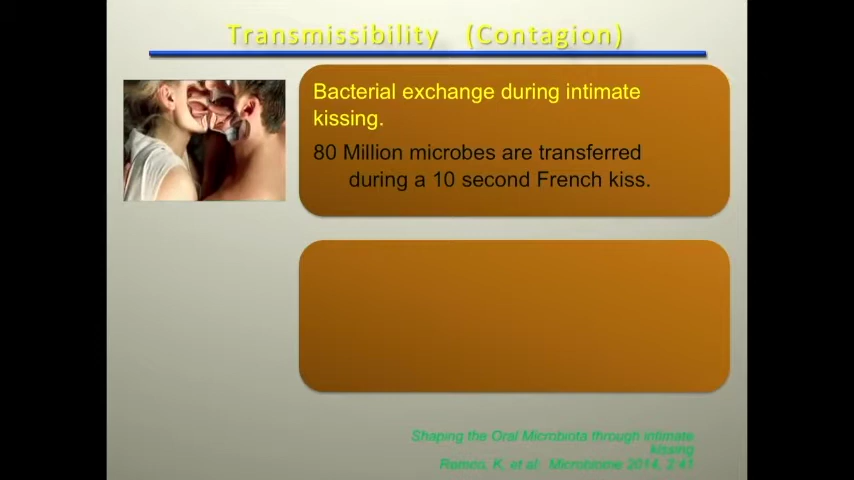 Transmissibility (Contagion)
Bacterial exchange during intimate
kissing.
80 Million microbes are transferred
during a 10 second French kiss.
Shaping the Oral Microbiota through intimate
kissing
Remon, K. et al: Microbiome 2014, 2:41